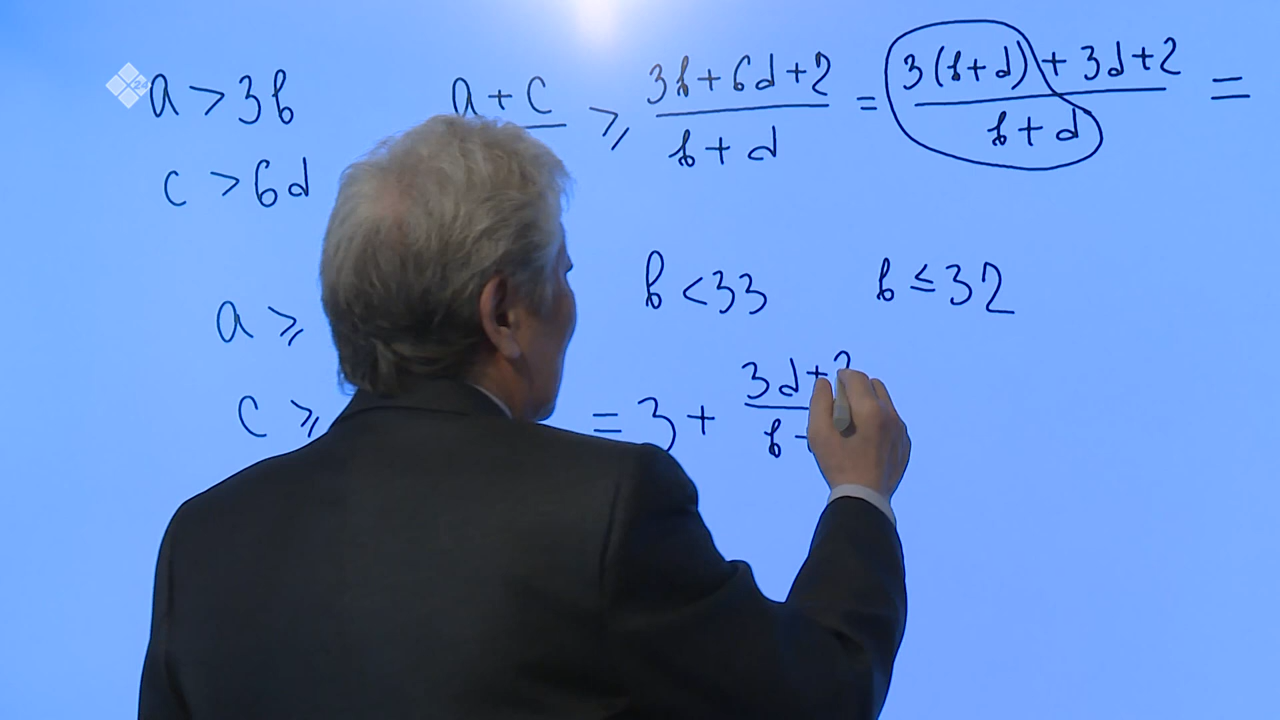 a > 3b
a + c ⩾ (3b + 6d + 2)/(b + d) = (3(b + d) + 3d + 2)/(b + d) =
c > 6d
b < 33 b ≤ 32
a ⩾
c ⩾ = 3 + (3d + 2)/(b